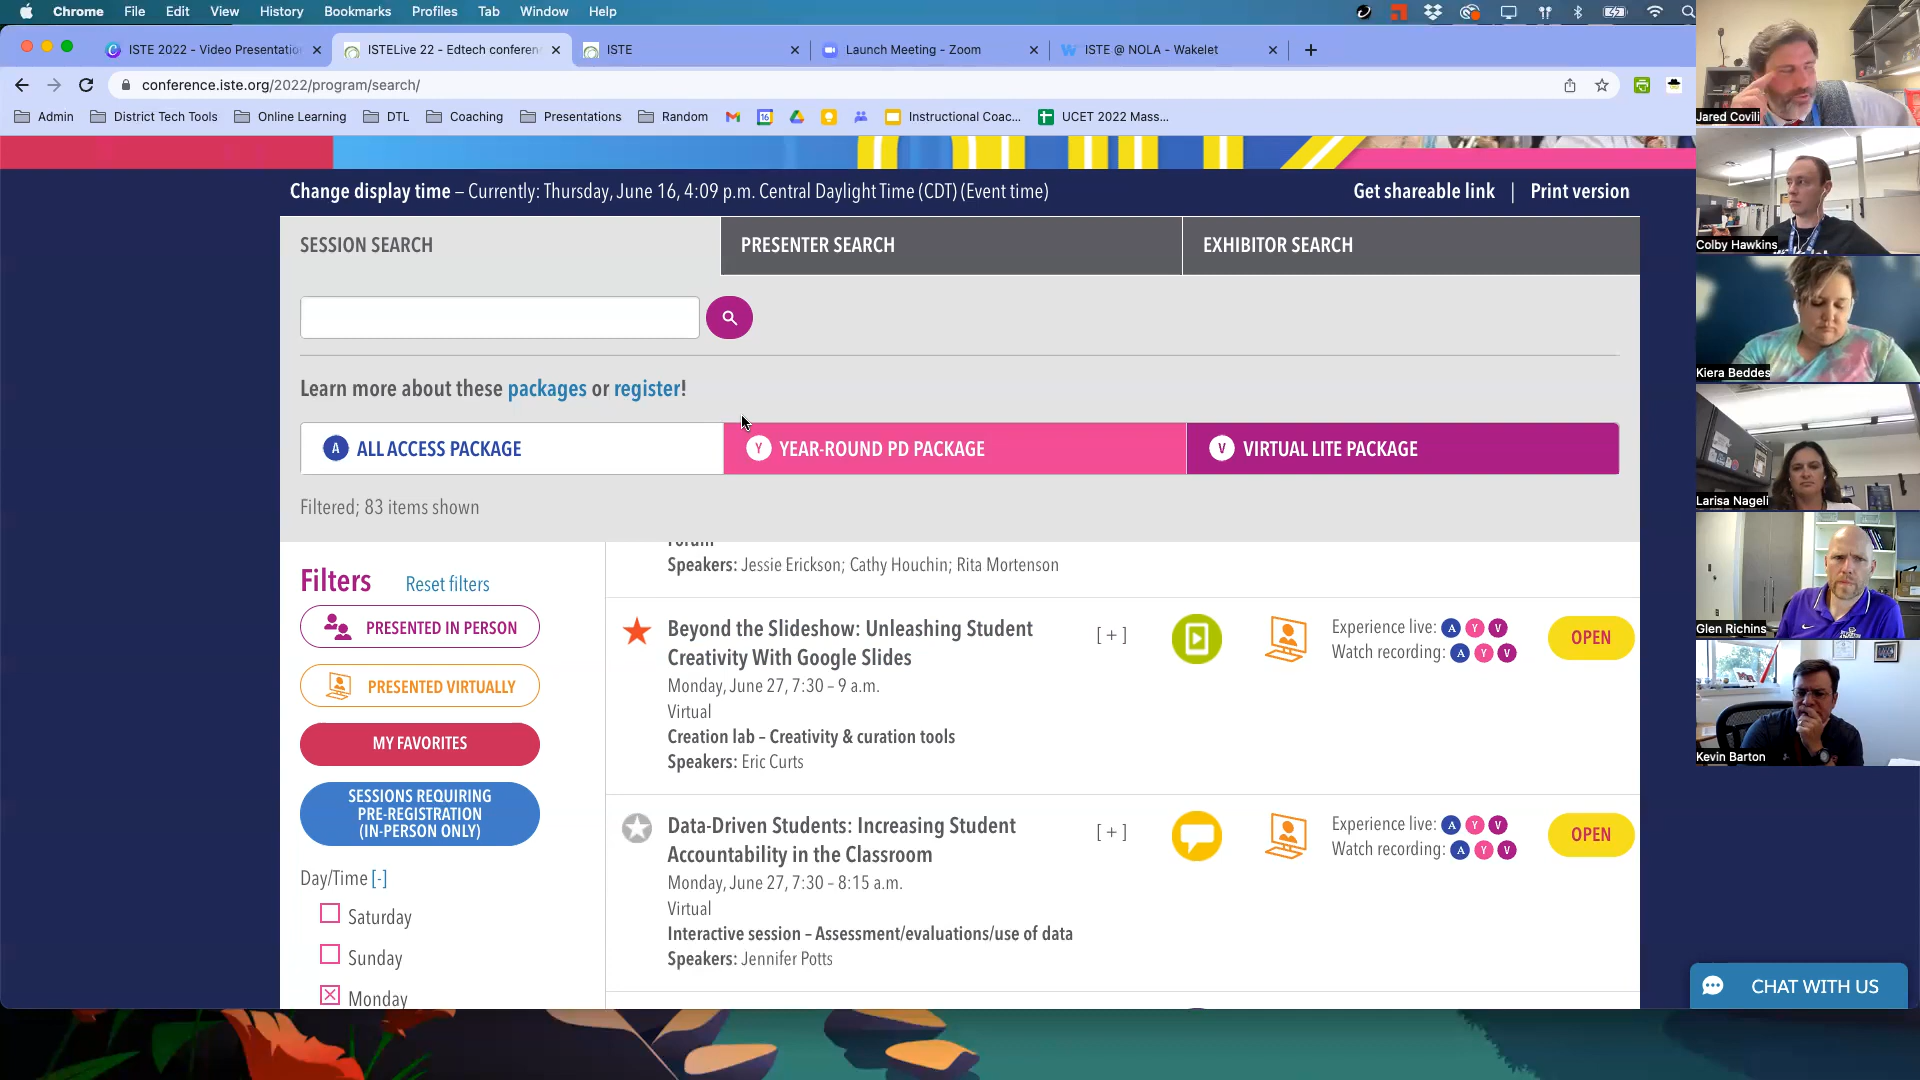 Chrome File Edit View History Bookmarks Profiles Tab Window Help
ISTE 2022 - Video Presentatio
ISTELive 22 - Edtech conferen
ISTE
Launch Meeting - Zoom
ISTE @ NOLA - Wakelet
conference.iste.org/2022/program/search/
Admin District Tech Tools Online Learning DTL Coaching Presentations Random 16 Instructional Coac... UCET 2022 Mass...
Change display time – Currently: Thursday, June 16, 4:09 p.m. Central Daylight Time (CDT) (Event time)
Get shareable link | Print version
SESSION SEARCH
PRESENTER SEARCH
EXHIBITOR SEARCH
Learn more about these packages or register!
A ALL ACCESS PACKAGE
Y YEAR-ROUND PD PACKAGE
V VIRTUAL LITE PACKAGE
Filtered; 83 items shown
Filters Reset filters
PRESENTED IN PERSON
PRESENTED VIRTUALLY
MY FAVORITES
SESSIONS REQUIRING
PRE-REGISTRATION
(IN-PERSON ONLY)
Day/Time [-]
Saturday
Sunday
Monday
Forum
Speakers: Jessie Erickson; Cathy Houchin; Rita Mortenson
Beyond the Slideshow: Unleashing Student
Creativity With Google Slides
Monday, June 27, 7:30 – 9 a.m.
Virtual
Creation lab – Creativity & curation tools
Speakers: Eric Curts
[ + ]
Experience live: A Y V
Watch recording: A Y V
OPEN
Data-Driven Students: Increasing Student
Accountability in the Classroom
Monday, June 27, 7:30 – 8:15 a.m.
Virtual
Interactive session – Assessment/evaluations/use of data
Speakers: Jennifer Potts
[ + ]
Experience live: A Y V
Watch recording: A Y V
OPEN
CHAT WITH US
Jared Covili
Colby Hawkins
Kiera Beddes
Larisa Nageli
Glen Richins
Kevin Barton